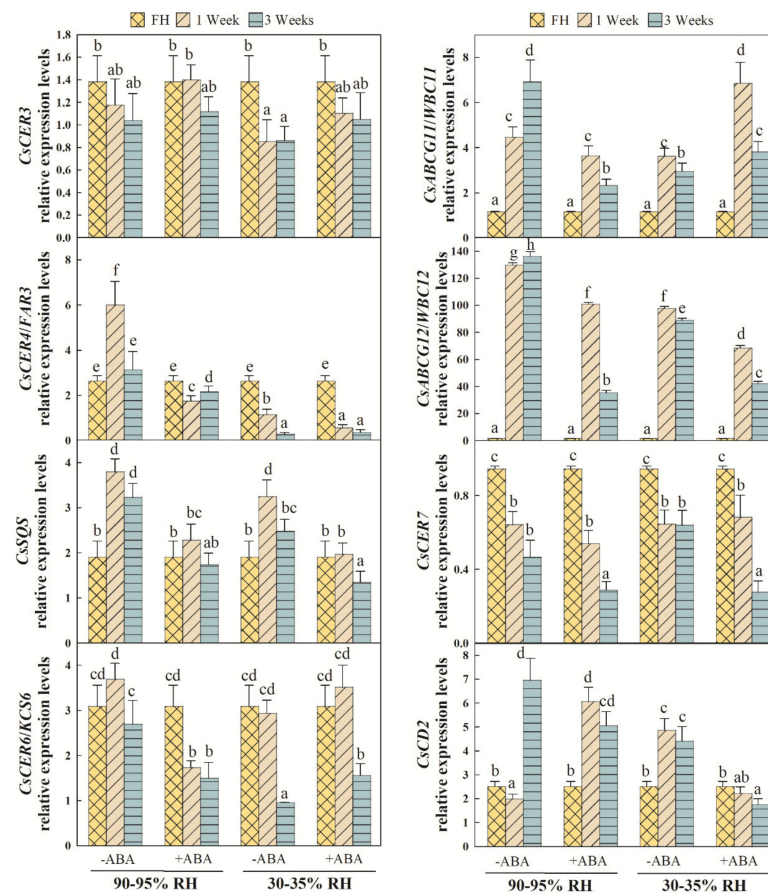 FH 1 Week 3 Weeks
CsCER3
relative expression levels
1.8
1.6
1.4
1.2
1.0
0.8
0.6
0.4
0.2
0.0
b ab ab b b ab b a a b ab ab
CsCER4/FAR3
relative expression levels
6
4
2
0
e f e e c d e b a e a a
CsSQS
relative expression levels
4
3
2
1
b d d b bc ab b d bc b b a
CsCER6/KCS6
relative expression levels
4
3
2
1
0
cd d c cd b b cd cd a cd d b
-ABA +ABA -ABA +ABA
90-95% RH 30-35% RH
FH 1 Week 3 Weeks
CsABCG11/WBC11
relative expression levels
8
6
4
2
0
a c d a c b a c b a d c
CsABCG12/WBC12
relative expression levels
140
120
100
80
60
40
20
0
a g h a f b a f e a d c
CsCER7
relative expression levels
0.8
0.4
0.0
c b b c b a c b b c b a
CsCD2
relative expression levels
8
7
6
5
4
3
2
1
0
b a d b d cd b c c b ab a
-ABA +ABA -ABA +ABA
90-95% RH 30-35% RH